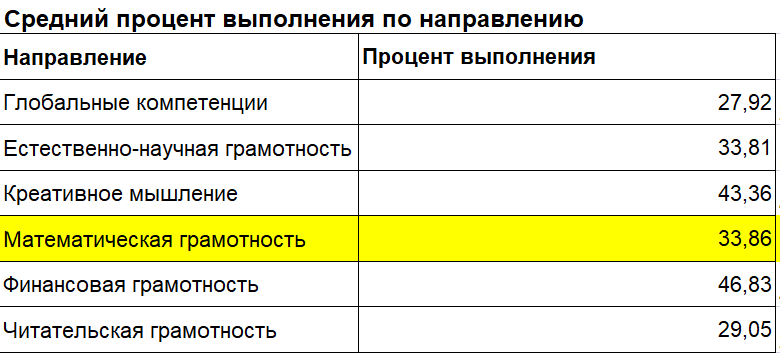 Средний процент выполнения по направлению
Направление Процент выполнения
Глобальные компетенции 27,92
Естественно-научная грамотность 33,81
Креативное мышление 43,36
Математическая грамотность 33,86
Финансовая грамотность 46,83
Читательская грамотность 29,05